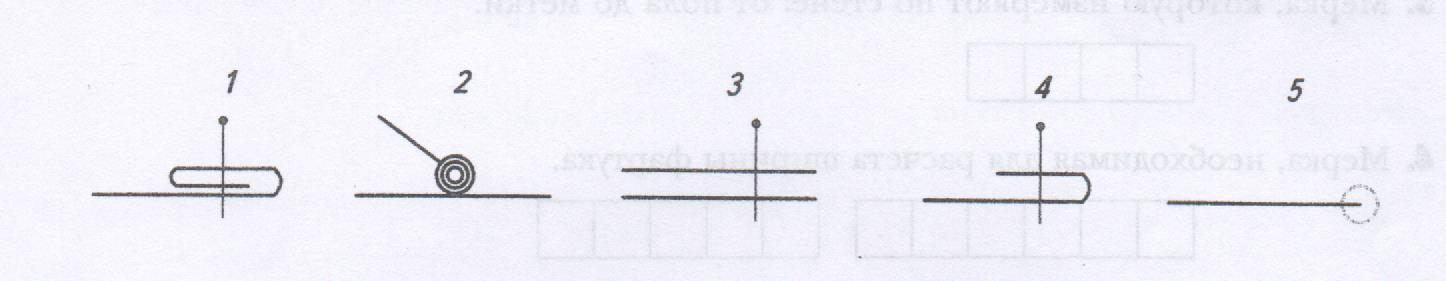 1 2 3 4 5
3. Мерка, которую измеряют по стене: от пола до метки.
Мерка, необходимая для расчета ширины фартука.